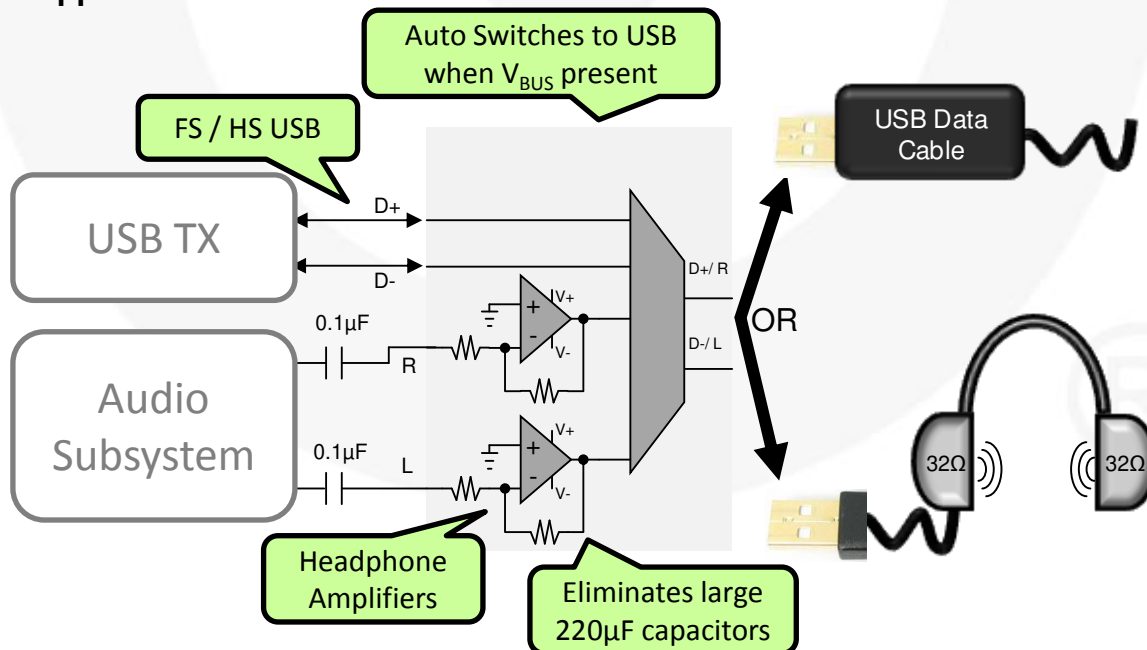 Auto Switches to USB
when VBUS present
FS / HS USB
USB Data
Cable
USB TX
D+
D-
D+/ R
D-/ L
OR
0.1µF
R
+
-
V+
V-
Audio
Subsystem
0.1µF
L
+
-
V+
V-
32Ω
32Ω
Headphone
Amplifiers
Eliminates large
220µF capacitors